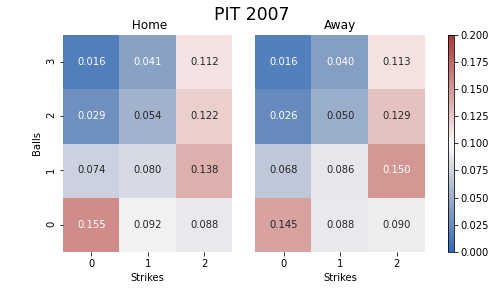 PIT 2007
Home Away
3 0.016 0.041 0.112 0.016 0.040 0.113 0.200
0.175
2 0.029 0.054 0.122 0.026 0.050 0.129 0.150
0.125
Balls
0.100
1 0.074 0.080 0.138 0.068 0.086 0.150 0.075
0.050
0 0.155 0.092 0.088 0.145 0.088 0.090 0.025
0.000
0 1 2 0 1 2
Strikes Strikes